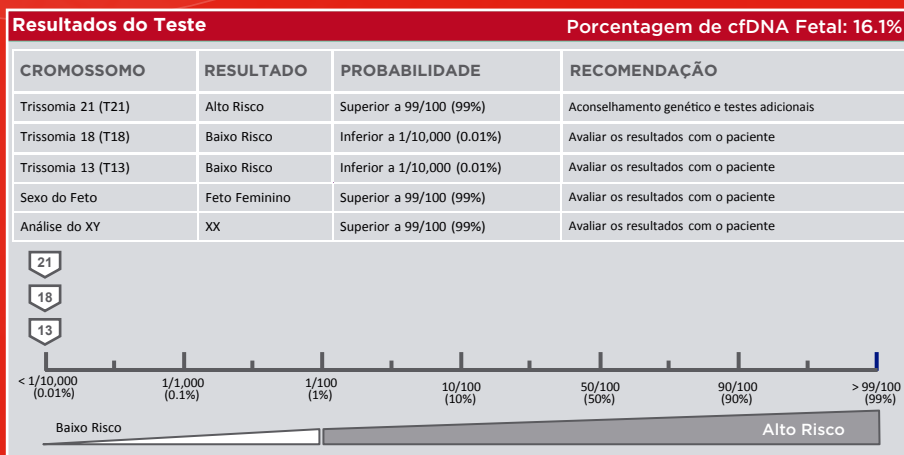 Resultados do Teste Porcentagem de cfDNA Fetal: 16.1%
CROMOSSOMO RESULTADO PROBABILIDADE RECOMENDAÇÃO
Trissomia 21 (T21) Alto Risco Superior a 99/100 (99%) Aconselhamento genético e testes adicionais
Trissomia 18 (T18) Baixo Risco Inferior a 1/10,000 (0.01%) Avaliar os resultados com o paciente
Trissomia 13 (T13) Baixo Risco Inferior a 1/10,000 (0.01%) Avaliar os resultados com o paciente
Sexo do Feto Feto Feminino Superior a 99/100 (99%) Avaliar os resultados com o paciente
Análise do XY XX Superior a 99/100 (99%) Avaliar os resultados com o paciente
21
18
13
< 1/10,000 1/1,000 1/100 10/100 50/100 90/100 > 99/100
(0.01%) (0.1%) (1%) (10%) (50%) (90%) (99%)
Baixo Risco Alto Risco